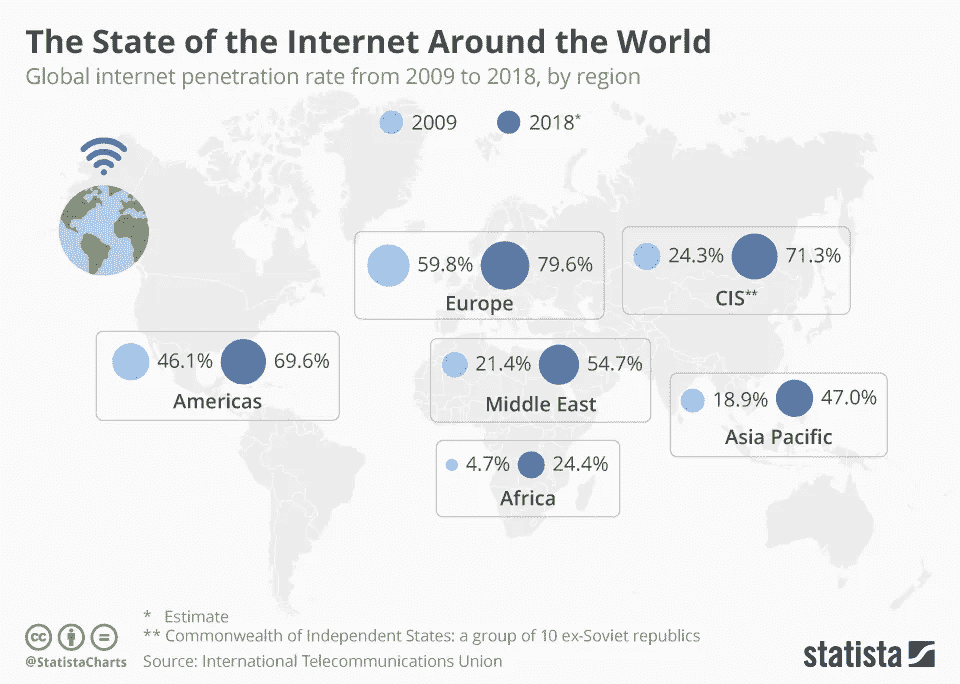 The State of the Internet Around the World
Global internet penetration rate from 2009 to 2018, by region
2009 2018*
59.8% 79.6%
Europe
24.3% 71.3%
CIS**
46.1% 69.6%
Americas
21.4% 54.7%
Middle East
18.9% 47.0%
Asia Pacific
4.7% 24.4%
Africa
* Estimate
** Commonwealth of Independent States: a group of 10 ex-Soviet republics
@StatistaCharts Source: International Telecommunications Union
cc
statista